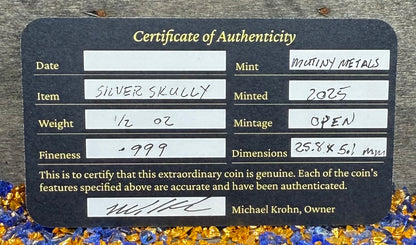 Certificate of Authenticity
Date
Mint MUTINY METALS
Item SILVER SKULLY
Minted 2025
Weight 1/2 OZ
Mintage OPEN
Fineness .999
Dimensions 25.8 x 5.1 mm
This is to certify that this extraordinary coin is genuine. Each of the coin's
features specified above are accurate and have been authenticated.
Michael Krohn, Owner